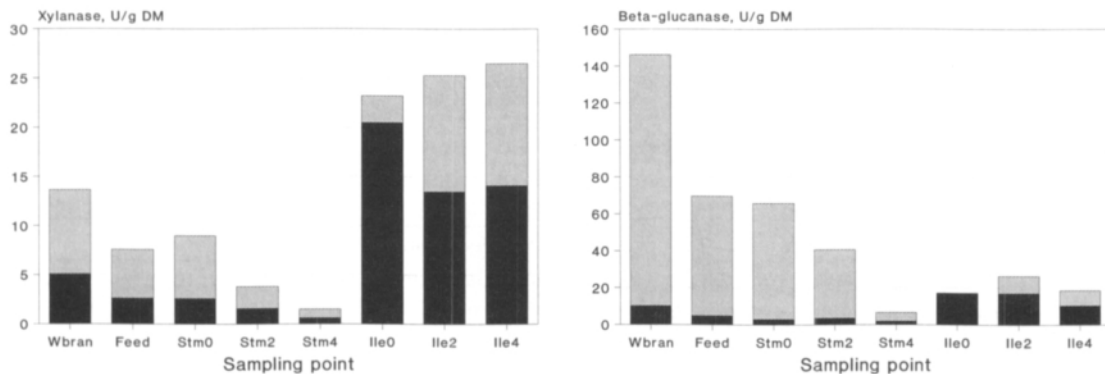 Xylanase, U/g DM
30
25
20
15
10
5
0
Wbran Feed Stm0 Stm2 Stm4 Ile0 Ile2 Ile4
Sampling point
Beta-glucanase, U/g DM
160
140
120
100
80
60
40
20
0
Wbran Feed Stm0 Stm2 Stm4 Ile0 Ile2 Ile4
Sampling point